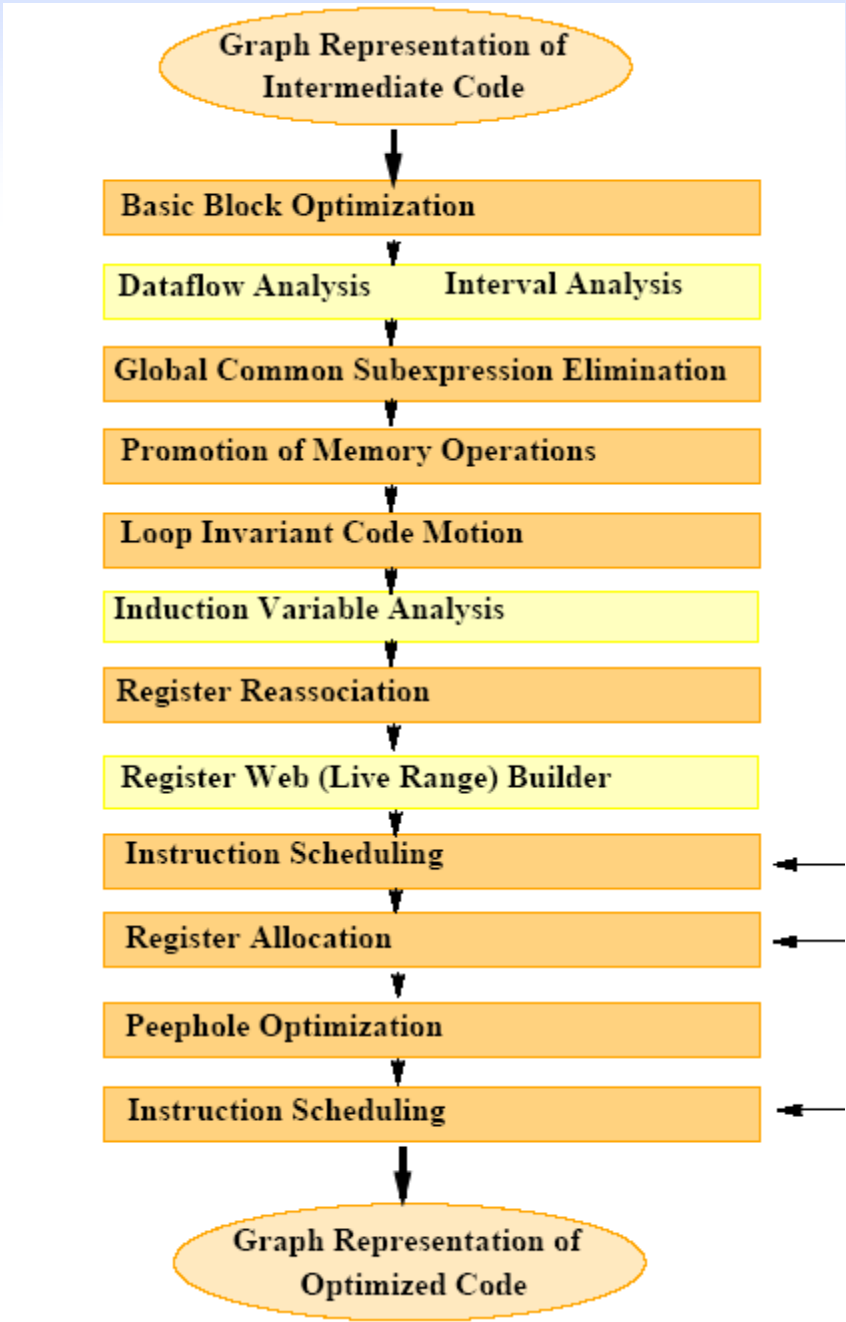 Graph Representation of
Intermediate Code
Basic Block Optimization
Dataflow Analysis Interval Analysis
Global Common Subexpression Elimination
Promotion of Memory Operations
Loop Invariant Code Motion
Induction Variable Analysis
Register Reassociation
Register Web (Live Range) Builder
Instruction Scheduling
Register Allocation
Peephole Optimization
Instruction Scheduling
Graph Representation of
Optimized Code